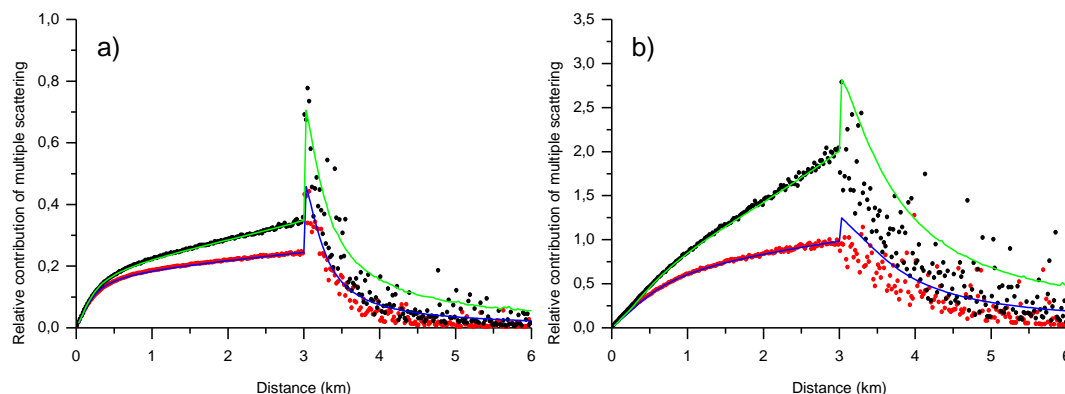 a)
Relative contribution of multiple scattering
1,0
0,8
0,6
0,4
0,2
0,0
0 1 2 3 4 5 6
Distance (km)
b)
Relative contribution of multiple scattering
3,5
3,0
2,5
2,0
1,5
1,0
0,5
0,0
0 1 2 3 4 5 6
Distance (km)